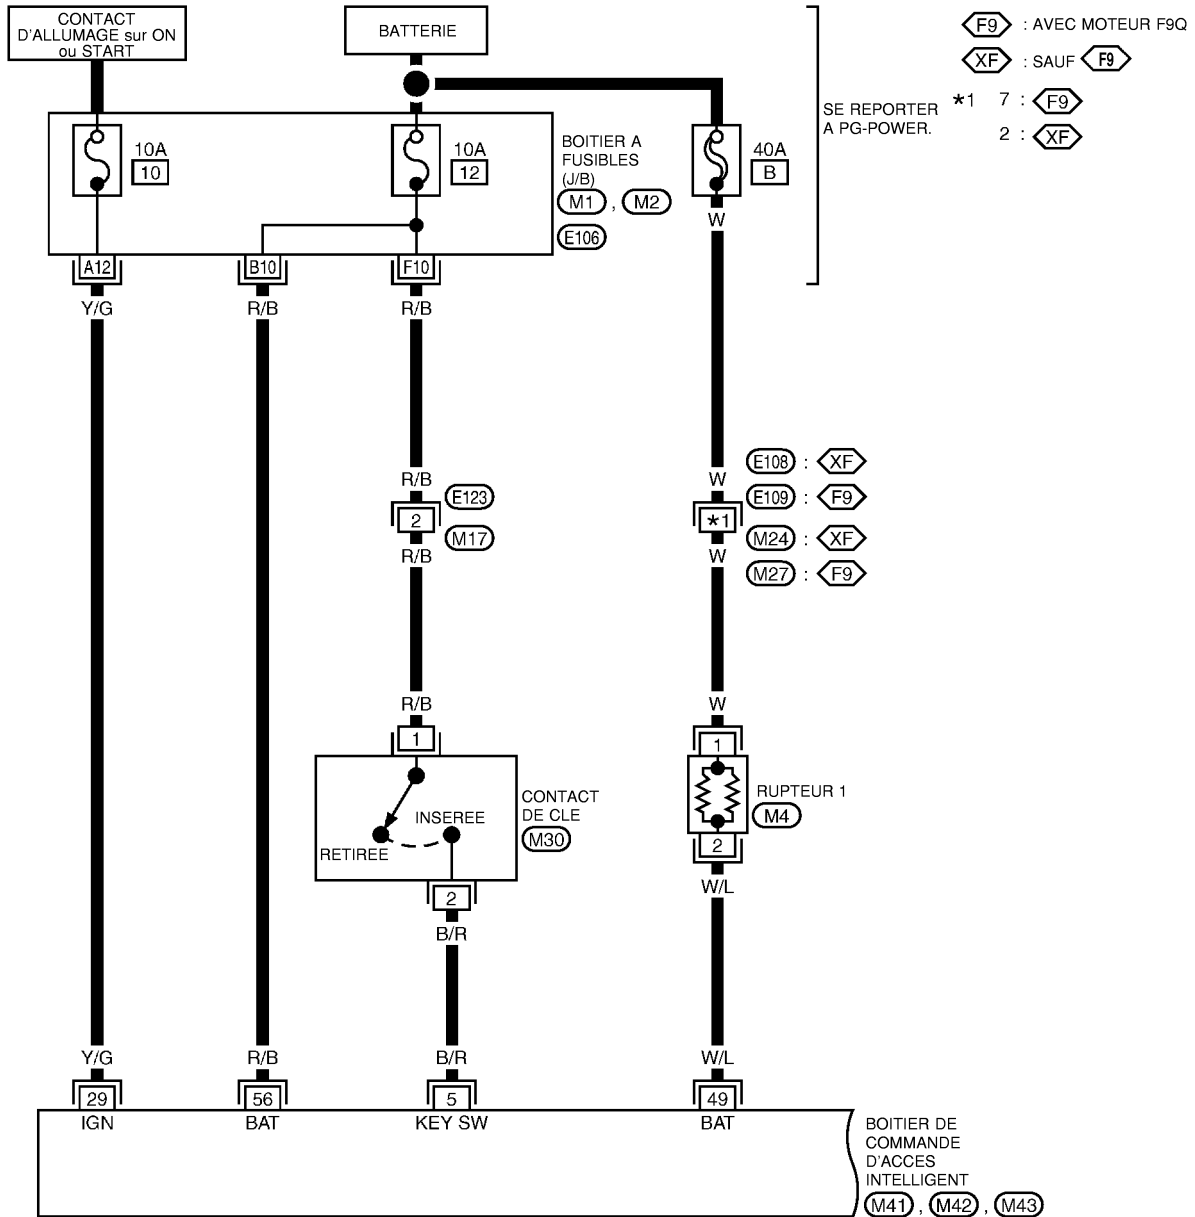 CONTACT
D'ALLUMAGE sur ON
ou START
BATTERIE
F9 : AVEC MOTEUR F9Q
XF : SAUF F9
*1 7 : F9
2 : XF
SE REPORTER
A PG-POWER.
10A
10
10A
12
BOITIER A
FUSIBLES
(J/B)
M1 , M2
E106
40A
B
W
A12
B10
F10
Y/G
R/B
R/B
R/B
W
E108 : XF
E123
E109 : F9
2
*1
M17
M24 : XF
R/B
W
M27 : F9
R/B
W
1
1
CONTACT
DE CLE
M30
INSEREE
RETIREE
RUPTEUR 1
M4
2
2
W/L
B/R
Y/G
R/B
B/R
W/L
29
56
5
49
IGN
BAT
KEY SW
BAT
BOITIER DE
COMMANDE
D'ACCES
INTELLIGENT
M41 , M42 , M43